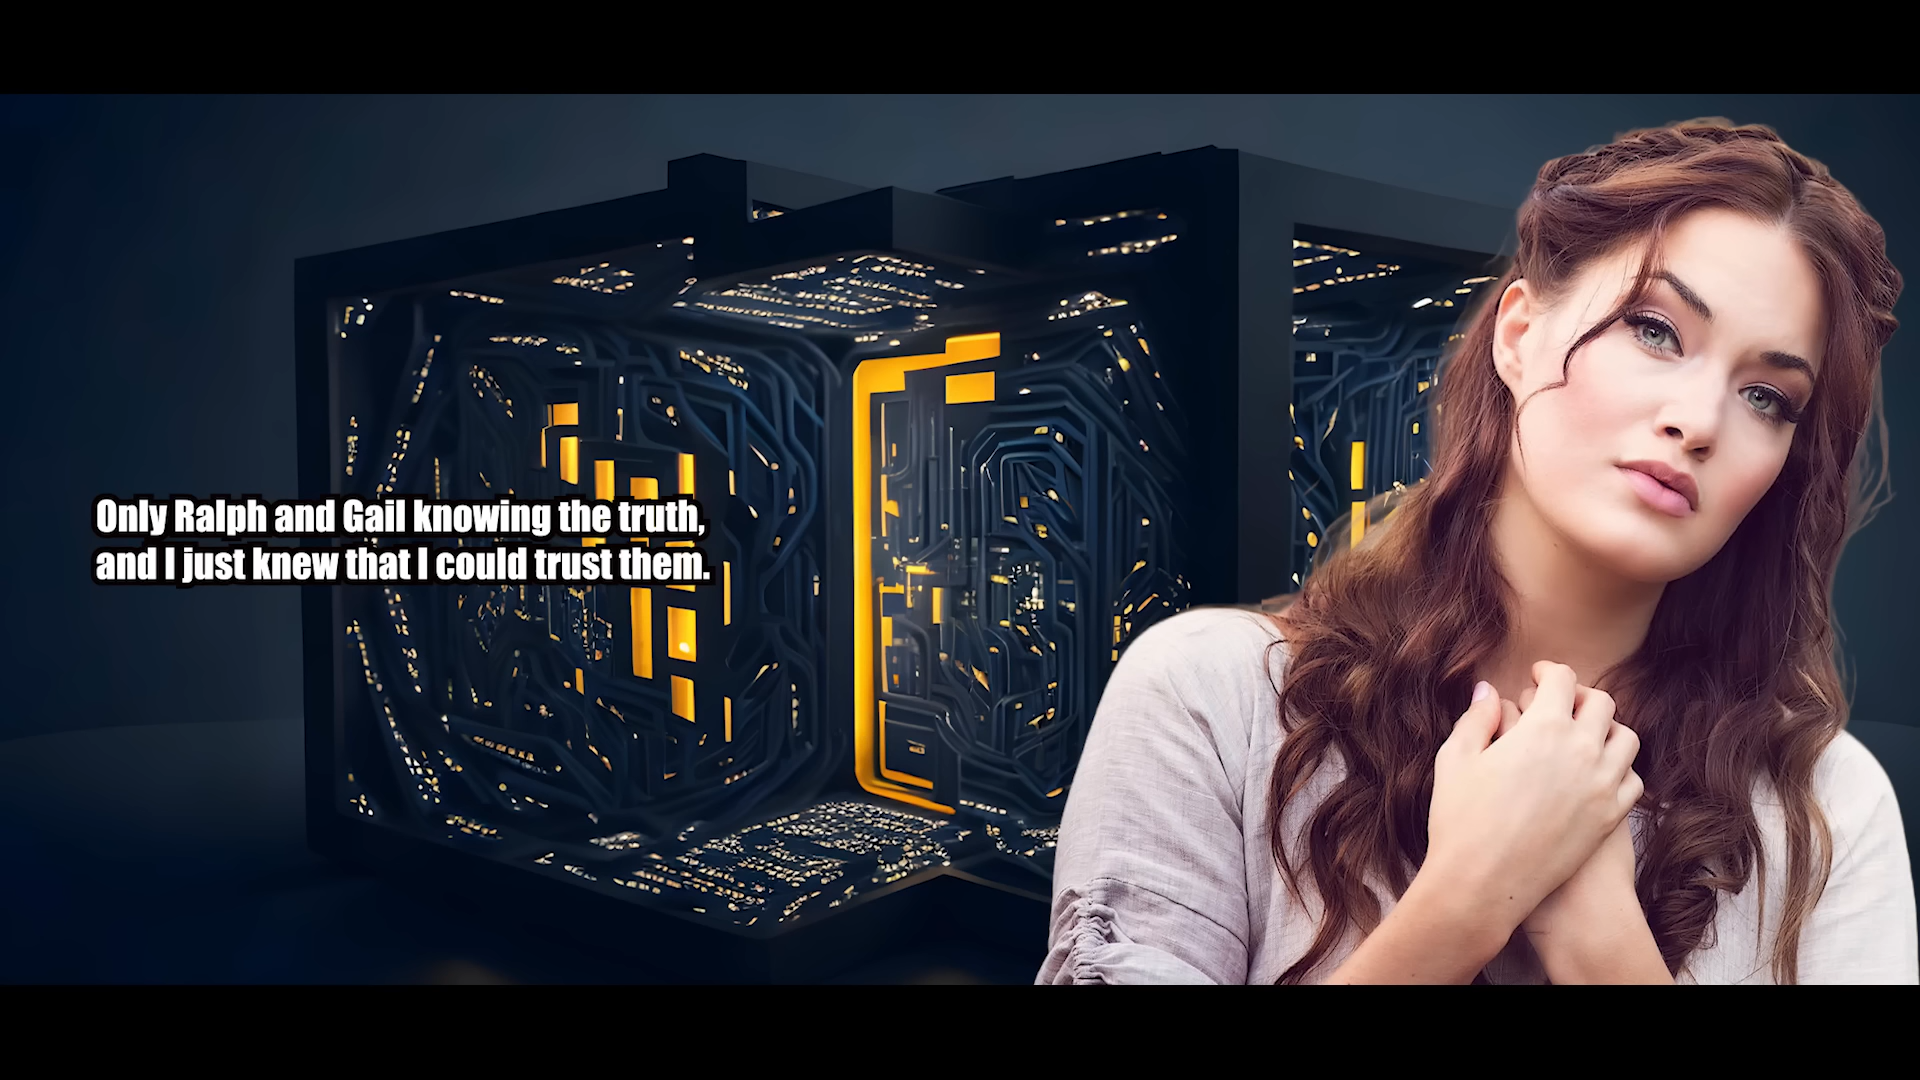 Only Ralph and Gail knowing the truth,
and I just knew that I could trust them.